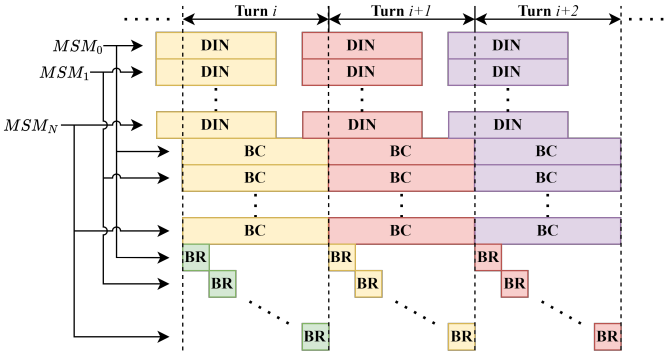 Turn i Turn i+1 Turn i+2
MSM0 DIN DIN DIN
MSM1 DIN DIN DIN
MSMN DIN DIN DIN
BC BC BC
BC BC BC
BC BC BC
BR BR BR
BR BR BR
BR BR BR